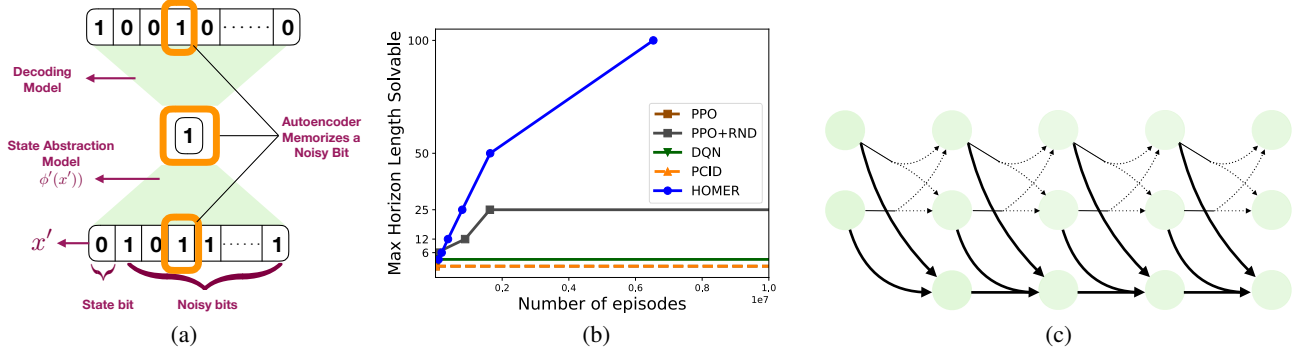 1 0 0 1 0 ······ 0
Decoding
Model
1
Autoencoder
Memorizes a
Noisy Bit
State Abstraction
Model
ϕ′(x′))
x′
0 1 0 1 1 ······ 1
State bit
Noisy bits
(a)
Max Horizon Length Solvable
100
50
25
12
6
PPO
PPO+RND
DQN
PCID
HOMER
0.2
0.4
0.6
0.8
1.0
1e7
Number of episodes
(b)
(c)